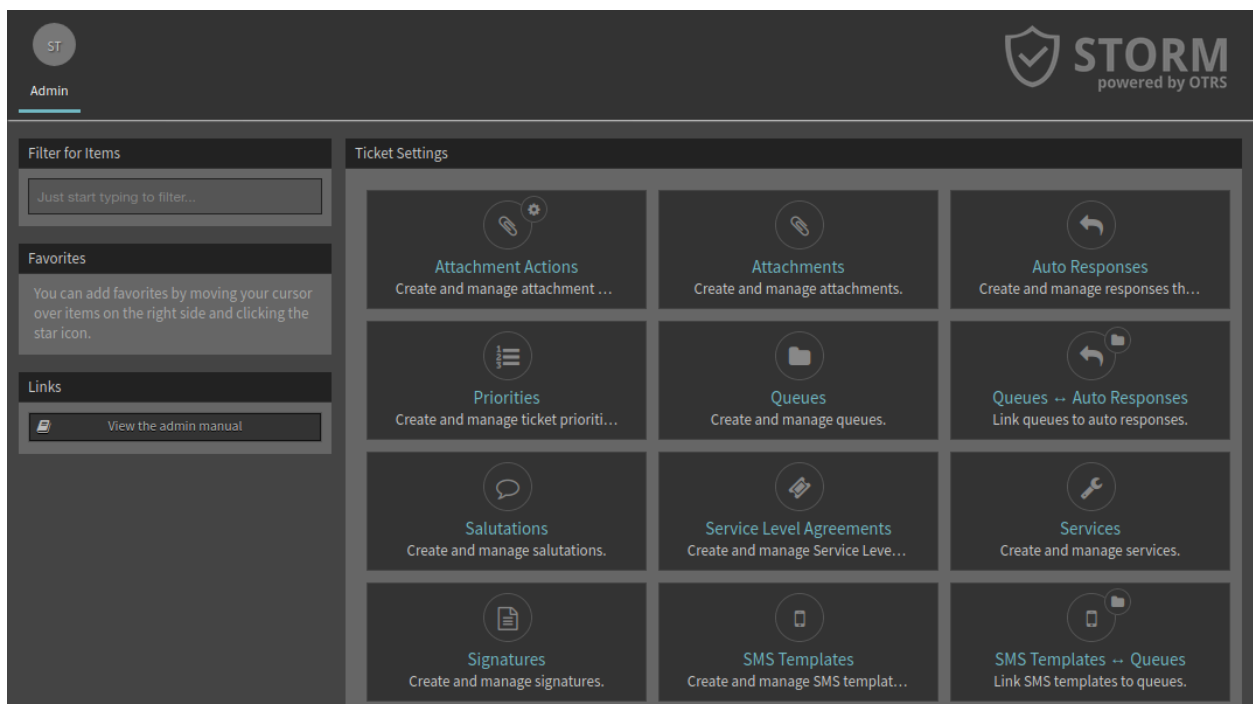 ST
Admin
STORM
powered by OTRS
Filter for Items
Just start typing to filter...
Favorites
You can add favorites by moving your cursor
over items on the right side and clicking the
star icon.
Links
View the admin manual
Ticket Settings
Attachment Actions
Create and manage attachment …
Attachments
Create and manage attachments.
Auto Responses
Create and manage responses th…
Priorities
Create and manage ticket prioriti…
Queues
Create and manage queues.
Queues ↔ Auto Responses
Link queues to auto responses.
Salutations
Create and manage salutations.
Service Level Agreements
Create and manage Service Leve…
Services
Create and manage services.
Signatures
Create and manage signatures.
SMS Templates
Create and manage SMS templat…
SMS Templates ↔ Queues
Link SMS templates to queues.